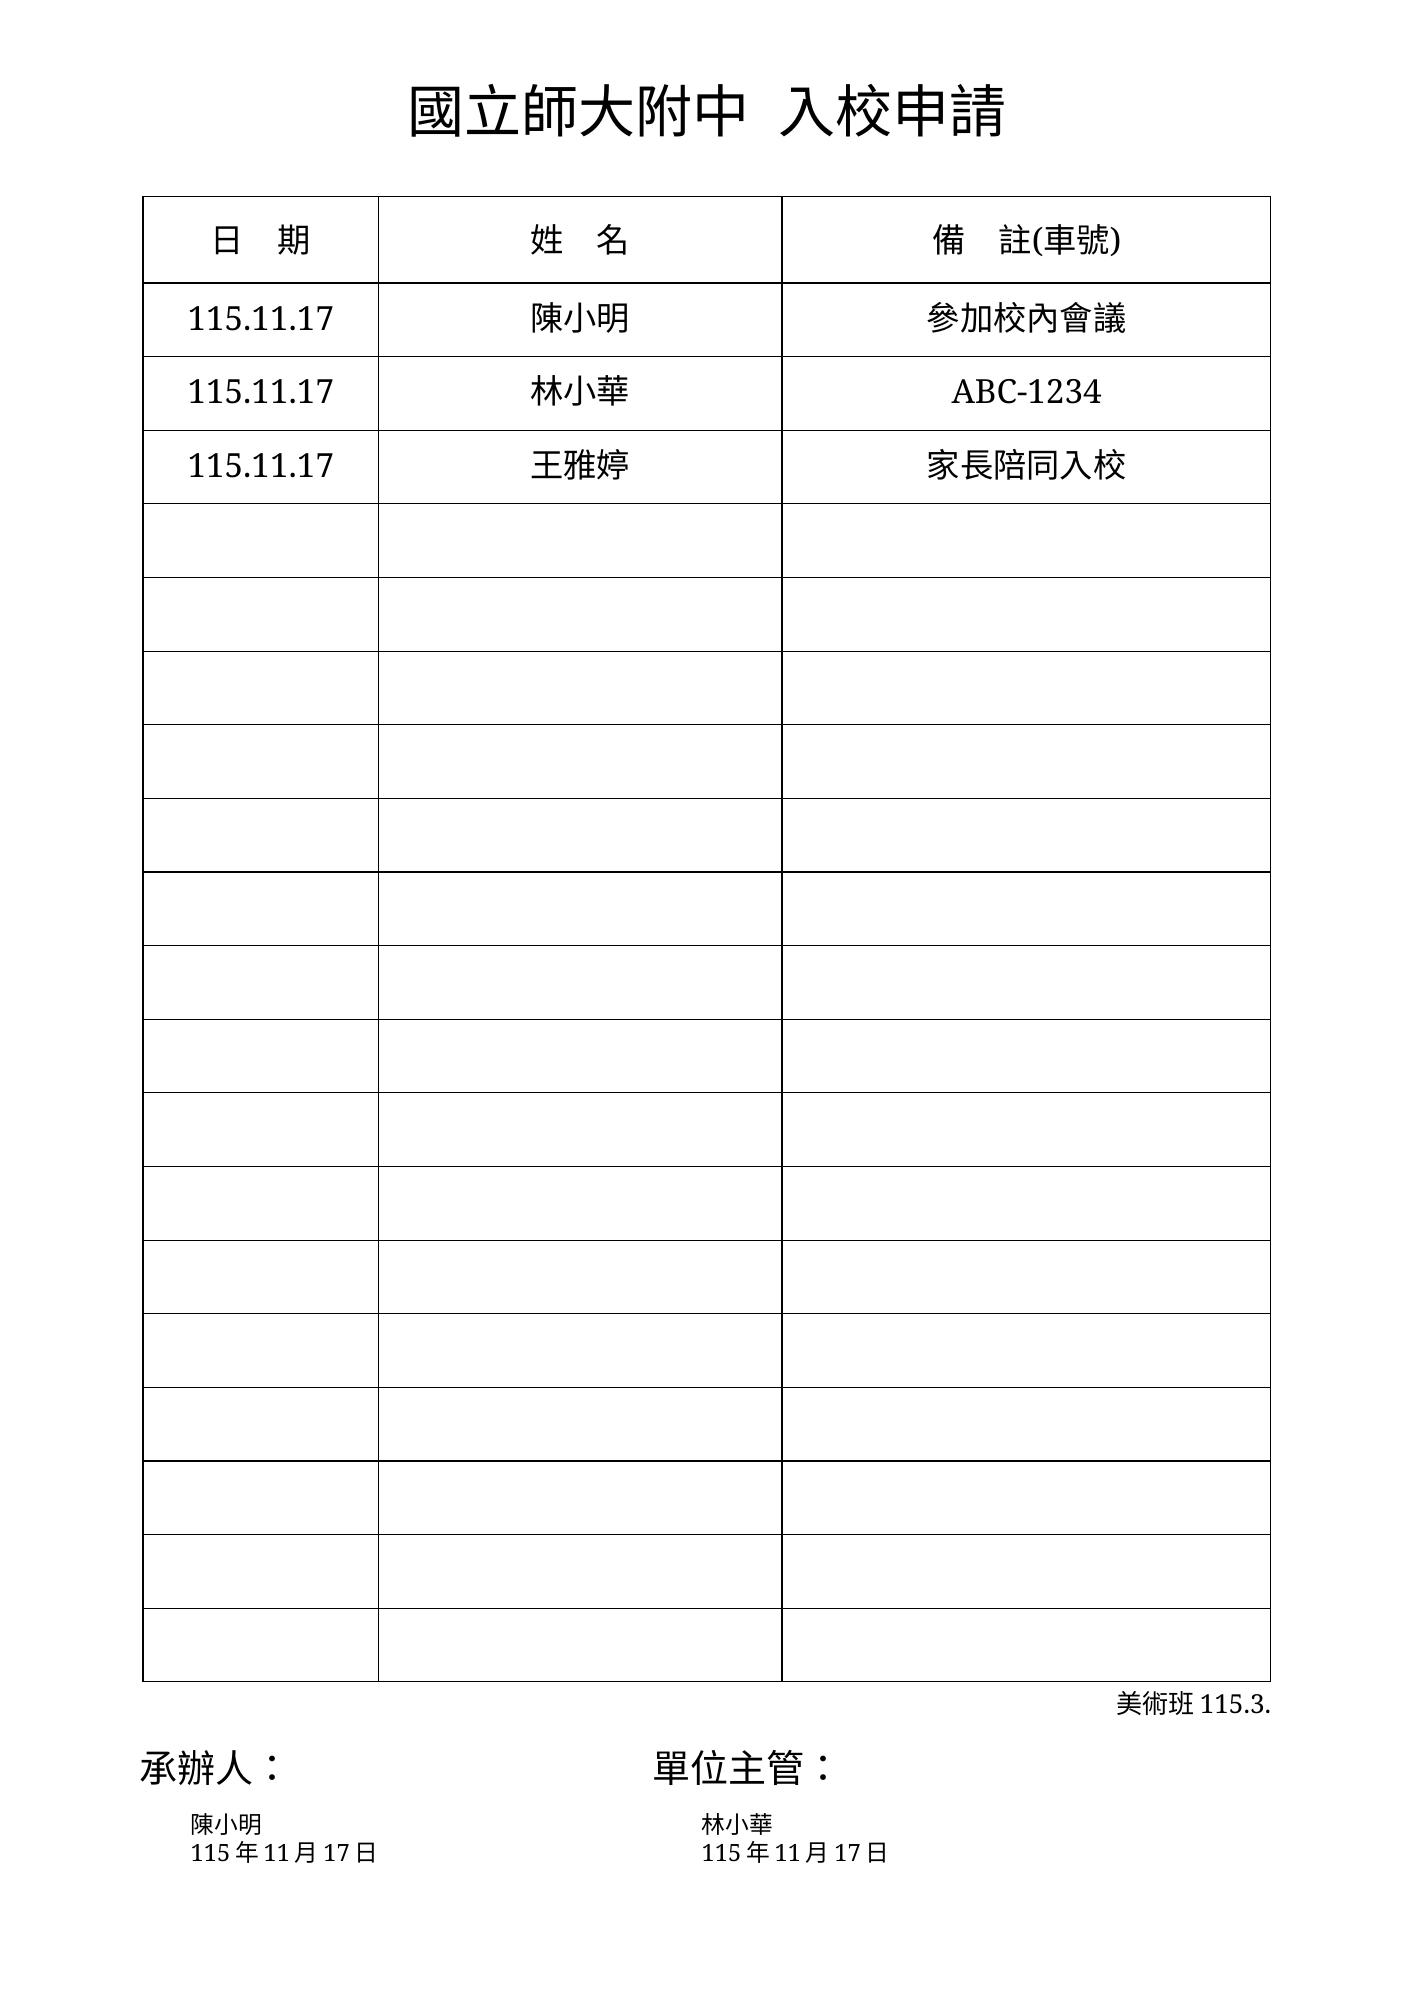 國立師大附中 入校申請
日 期 姓 名 備 註(車號)
115.11.17 陳小明 參加校內會議
115.11.17 林小華 ABC-1234
115.11.17 王雅婷 家長陪同入校
美術班 115.3.
承辦人： 單位主管：
陳小明 林小華
115 年 11 月 17 日 115 年 11 月 17 日